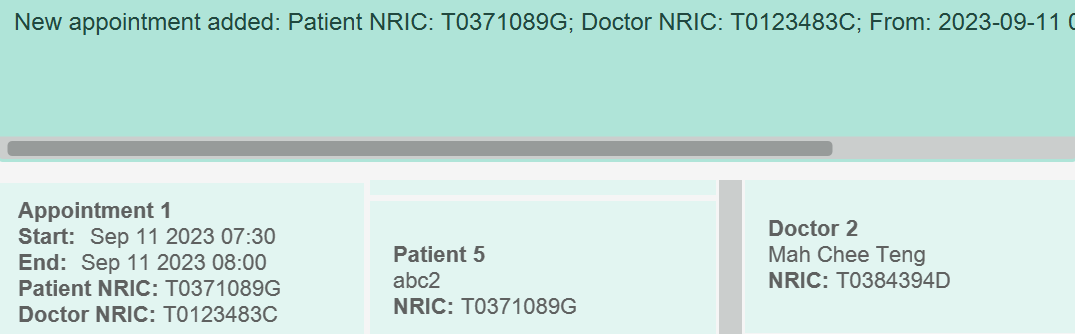 New appointment added: Patient NRIC: T0371089G; Doctor NRIC: T0123483C; From: 2023-09-11
Appointment 1
Start: Sep 11 2023 07:30
End: Sep 11 2023 08:00
Patient NRIC: T0371089G
Doctor NRIC: T0123483C
Patient 5
abc2
NRIC: T0371089G
Doctor 2
Mah Chee Teng
NRIC: T0384394D